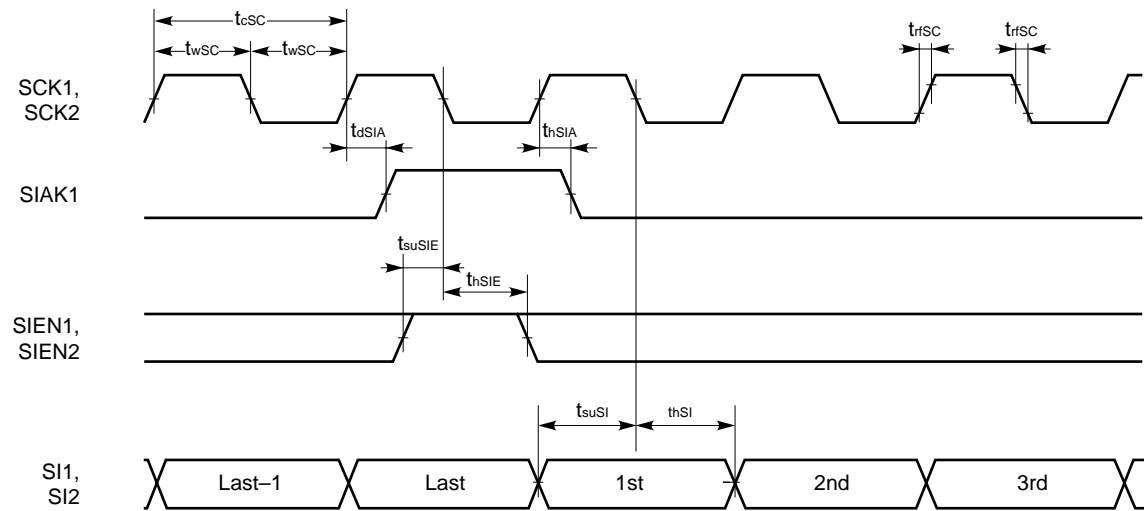 tcSC
twSC twSC trfSC trfSC
SCK1,
SCK2
tdSIA thSIA
SIAK1
tsuSIE
thSIE
SIEN1,
SIEN2
tsuSI thSI
SI1,
SI2
Last–1 Last 1st 2nd 3rd